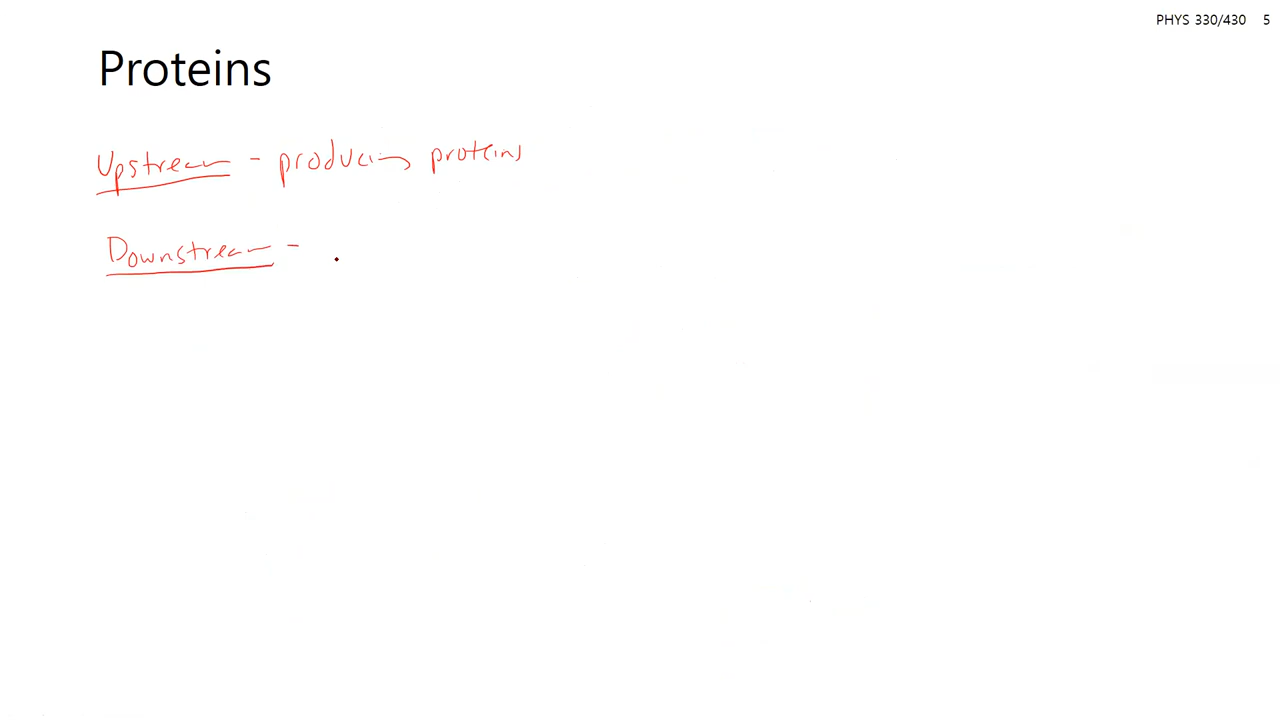 PHYS 330/430 5
Proteins
Upstream - producing proteins
Downstream -